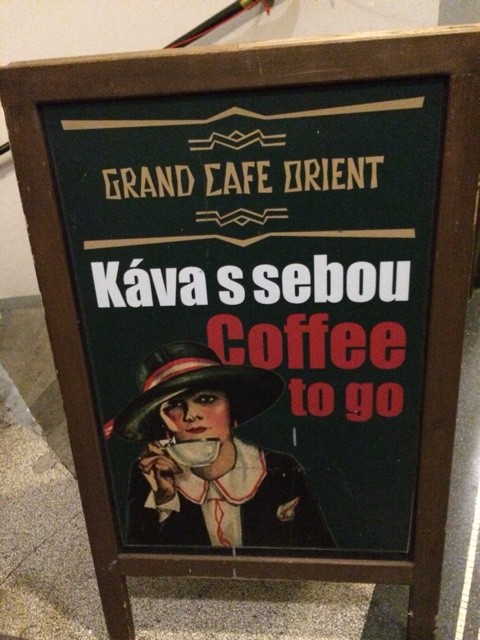 GRAND CAFE ORIENT
Káva s sebou
Coffee
to go